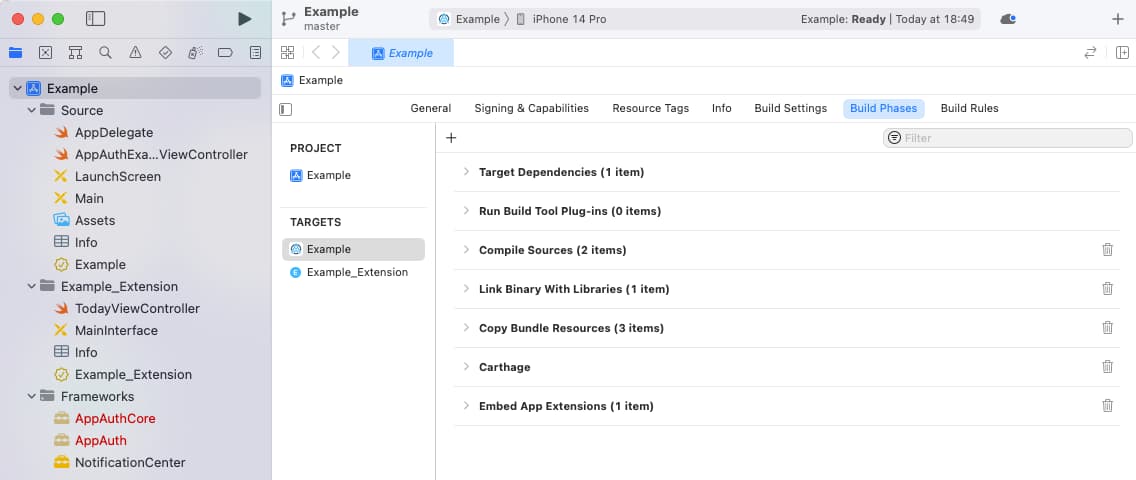 Example
master
Example 〉 iPhone 14 Pro
Example: Ready | Today at 18:49
Example
Example
General Signing & Capabilities Resource Tags Info Build Settings Build Phases Build Rules
Filter
Example
Source
AppDelegate
AppAuthExa...ViewController
LaunchScreen
Main
Assets
Info
Example
Example_Extension
TodayViewController
MainInterface
Info
Example_Extension
Frameworks
AppAuthCore
AppAuth
NotificationCenter
PROJECT
Example
TARGETS
Example
E Example_Extension
Target Dependencies (1 item)
Run Build Tool Plug-ins (0 items)
Compile Sources (2 items)
Link Binary With Libraries (1 item)
Copy Bundle Resources (3 items)
Carthage
Embed App Extensions (1 item)